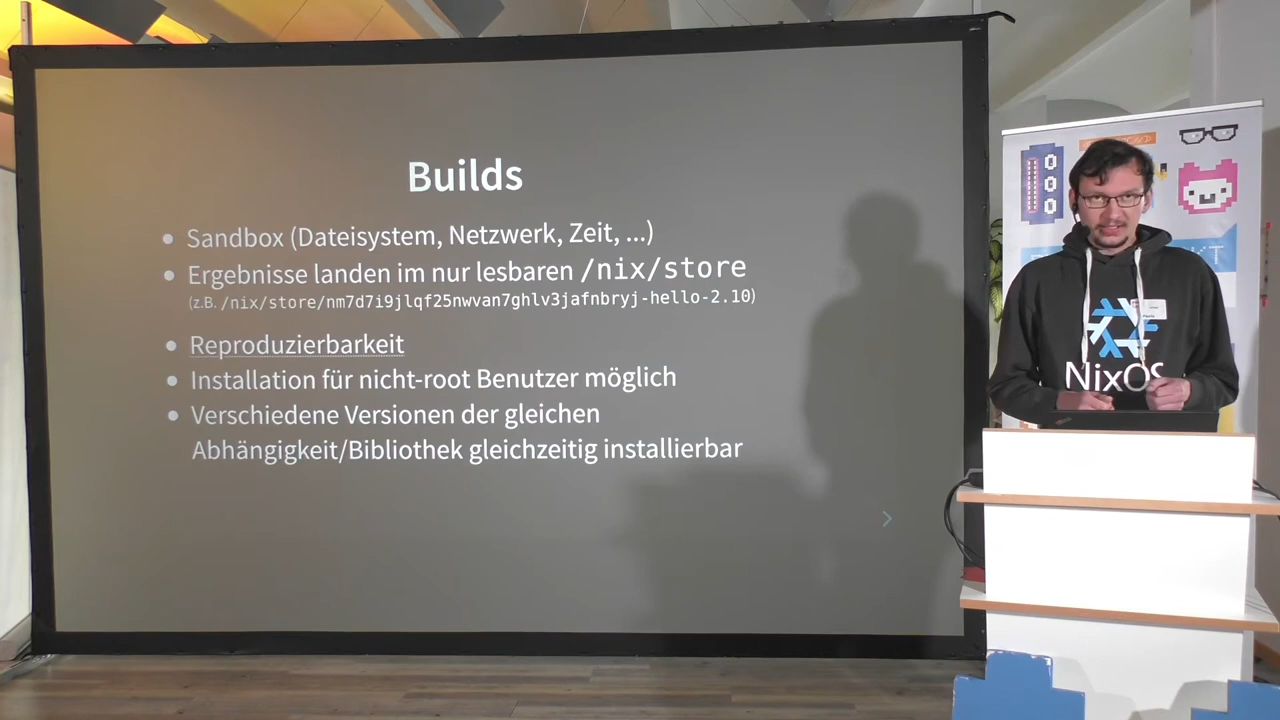 Builds
Sandbox (Dateisystem, Netzwerk, Zeit, ...)
Ergebnisse landen im nur lesbaren /nix/store
(z.B. /nix/store/nm7d7i9jlqf25nwvan7ghlv3jafnbryj-hello-2.10)
Reproduzierbarkeit
Installation für nicht-root Benutzer möglich
Verschiedene Versionen der gleichen
Abhängigkeit/Bibliothek gleichzeitig installierbar
NixOS